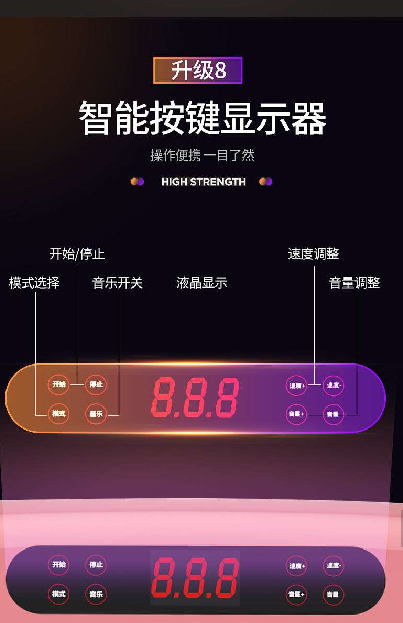 升级8
智能按键显示器
操作便携 一目了然
HIGH STRENGTH
开始/停止
速度调整
模式选择
音乐开关
液晶显示
音量调整
开始
停止
8.8.8
速度+
速度-
模式
音乐
音量+
音量
开始
停止
8.8.8
速度+
速度-
模式
音乐
音量+
音量